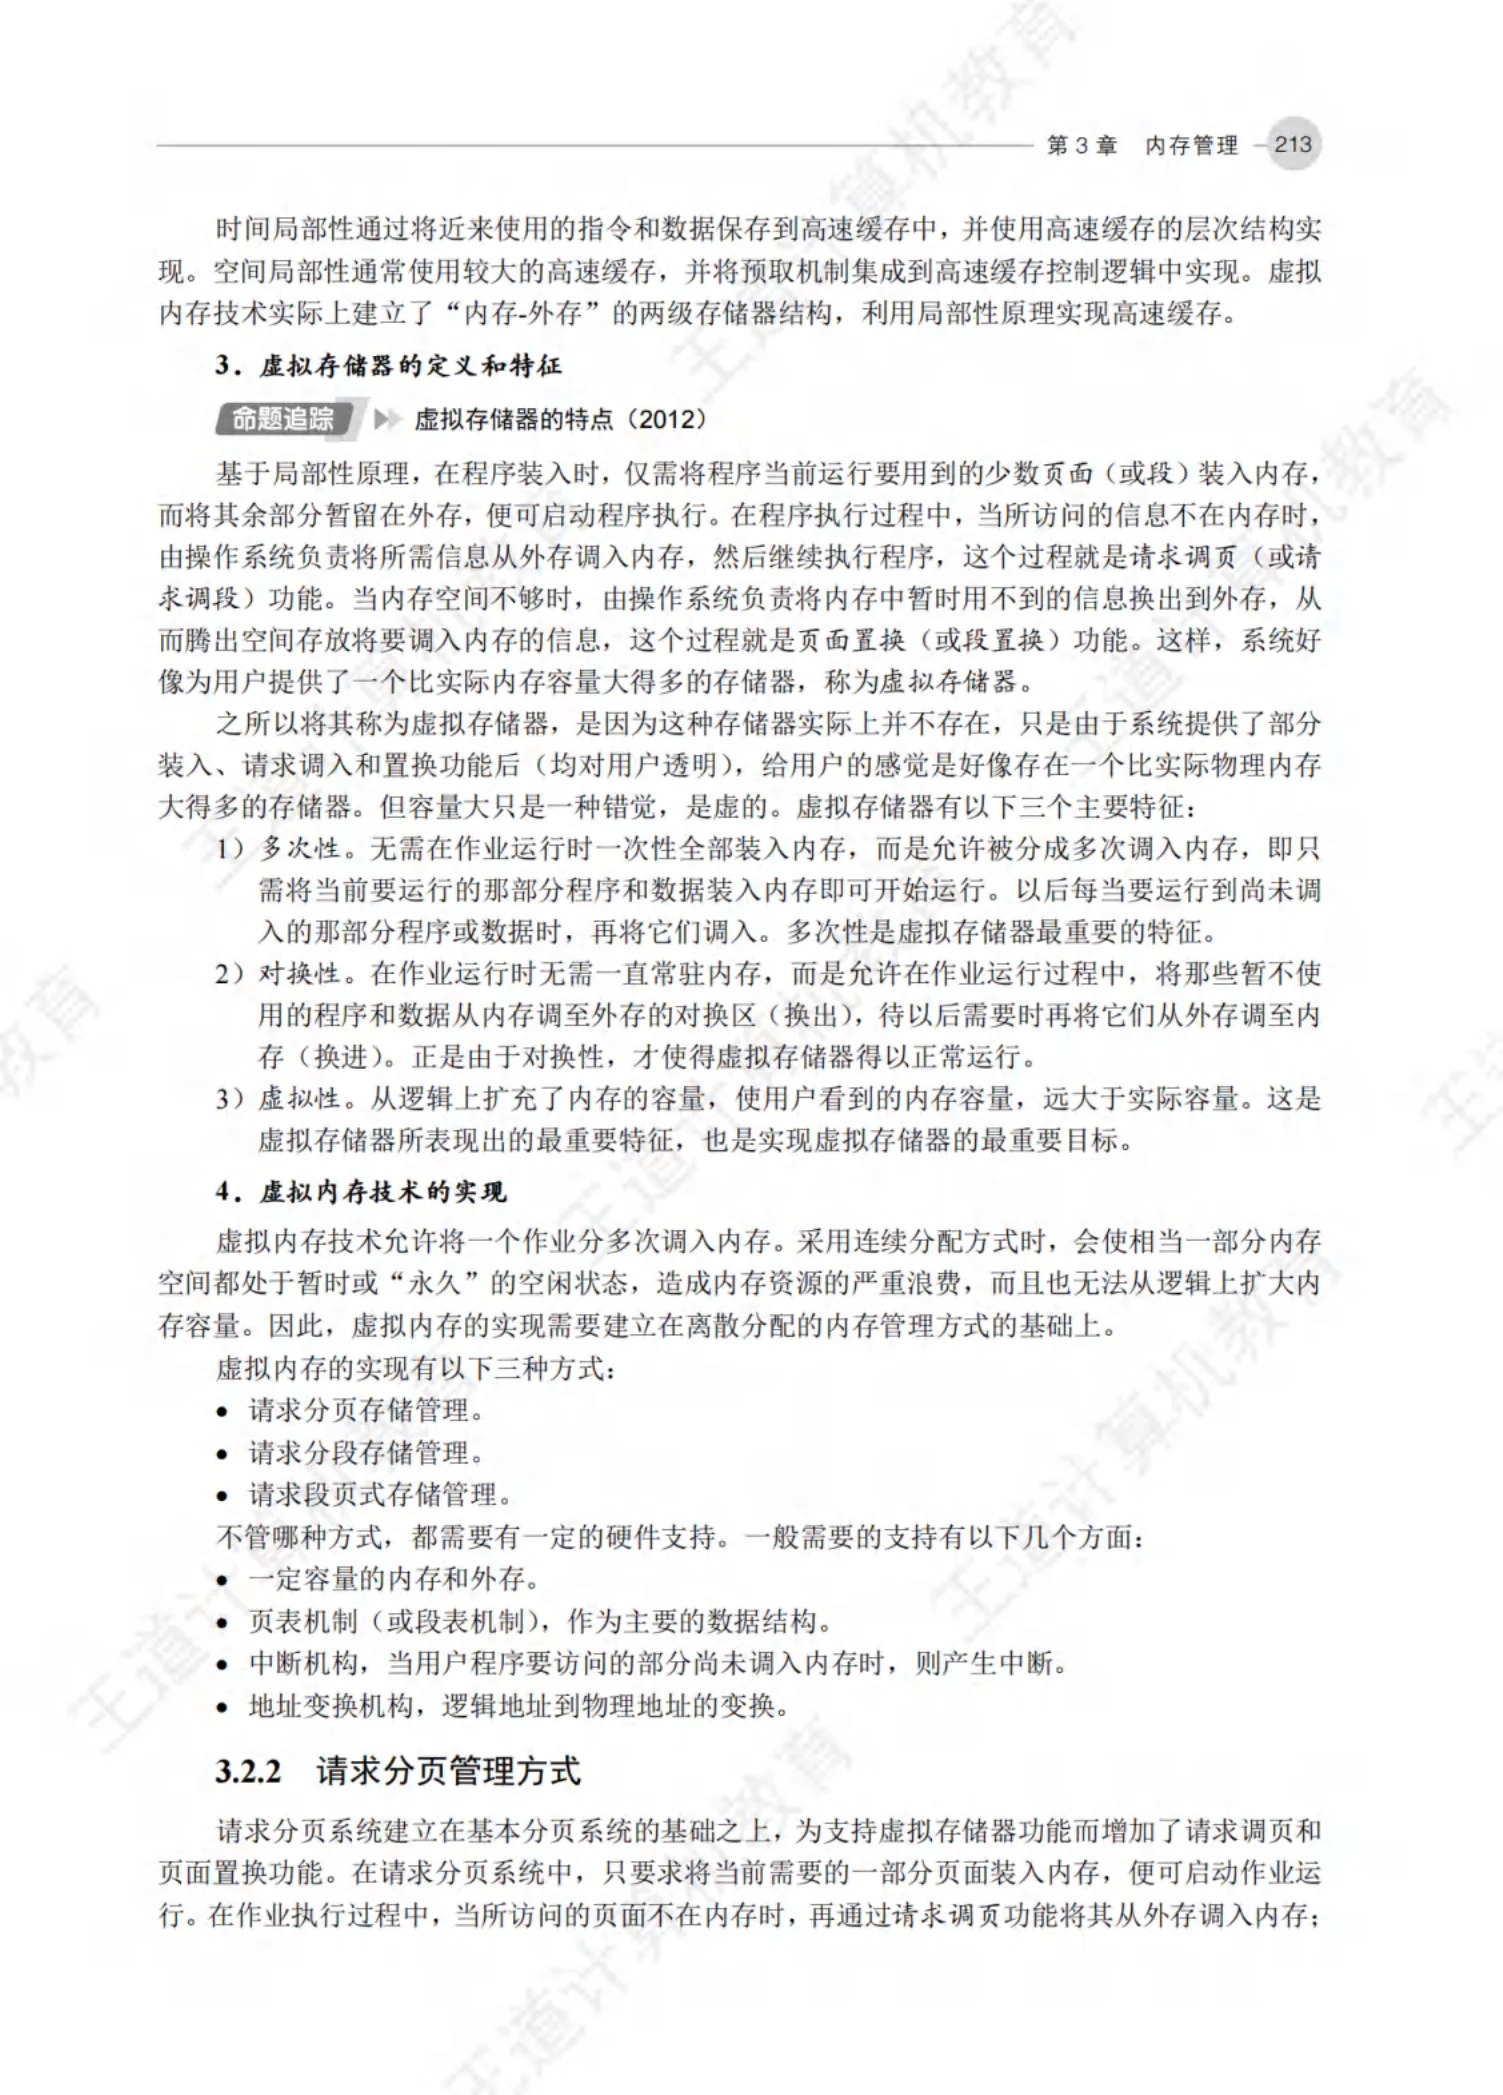 第 3 章 内存管理 213
时间局部性通过将近来使用的指令和数据保存到高速缓存中，并使用高速缓存的层次结构实
现。空间局部性通常使用较大的高速缓存，并将预取机制集成到高速缓存控制逻辑中实现。虚拟
内存技术实际上建立了“内存-外存”的两级存储器结构，利用局部性原理实现高速缓存。
3．虚拟存储器的定义和特征
命题追踪 虚拟存储器的特点（2012）
基于局部性原理，在程序装入时，仅需将程序当前运行要用到的少数页面（或段）装入内存，
而将其余部分暂留在外存，便可启动程序执行。在程序执行过程中，当所访问的信息不在内存时，
由操作系统负责将所需信息从外存调入内存，然后继续执行程序，这个过程就是请求调页（或请
求调段）功能。当内存空间不够时，由操作系统负责将内存中暂时用不到的信息换出到外存，从
而腾出空间存放将要调入内存的信息，这个过程就是页面置换（或段置换）功能。这样，系统好
像为用户提供了一个比实际内存容量大得多的存储器，称为虚拟存储器。
之所以将其称为虚拟存储器，是因为这种存储器实际上并不存在，只是由于系统提供了部分
装入、请求调入和置换功能后（均对用户透明），给用户的感觉是好像存在一个比实际物理内存
大得多的存储器。但容量大只是一种错觉，是虚的。虚拟存储器有以下三个主要特征：
1）多次性。无需在作业运行时一次性全部装入内存，而是允许被分成多次调入内存，即只
需将当前要运行的那部分程序和数据装入内存即可开始运行。以后每当要运行到尚未调
入的那部分程序或数据时，再将它们调入。多次性是虚拟存储器最重要的特征。
2）对换性。在作业运行时无需一直常驻内存，而是允许在作业运行过程中，将那些暂不使
用的程序和数据从内存调至外存的对换区（换出），待以后需要时再将它们从外存调至内
存（换进）。正是由于对换性，才使得虚拟存储器得以正常运行。
3）虚拟性。从逻辑上扩充了内存的容量，使用户看到的内存容量，远大于实际容量。这是
虚拟存储器所表现出的最重要特征，也是实现虚拟存储器的最重要目标。
4．虚拟内存技术的实现
虚拟内存技术允许将一个作业分多次调入内存。采用连续分配方式时，会使相当一部分内存
空间都处于暂时或“永久”的空闲状态，造成内存资源的严重浪费，而且也无法从逻辑上扩大内
存容量。因此，虚拟内存的实现需要建立在离散分配的内存管理方式的基础上。
虚拟内存的实现有以下三种方式：
• 请求分页存储管理。
• 请求分段存储管理。
• 请求段页式存储管理。
不管哪种方式，都需要有一定的硬件支持。一般需要的支持有以下几个方面：
• 一定容量的内存和外存。
• 页表机制（或段表机制），作为主要的数据结构。
• 中断机构，当用户程序要访问的部分尚未调入内存时，则产生中断。
• 地址变换机构，逻辑地址到物理地址的变换。
3.2.2 请求分页管理方式
请求分页系统建立在基本分页系统的基础之上，为支持虚拟存储器功能而增加了请求调页和
页面置换功能。在请求分页系统中，只要求将当前需要的一部分页面装入内存，便可启动作业运
行。在作业执行过程中，当所访问的页面不在内存时，再通过请求调页功能将其从外存调入内存；
王道计算机教育
王道计算机教育
王道计算机教育
王道计算机教育
教育
王道计算机教育
王道计算机教育
王道计算机教育